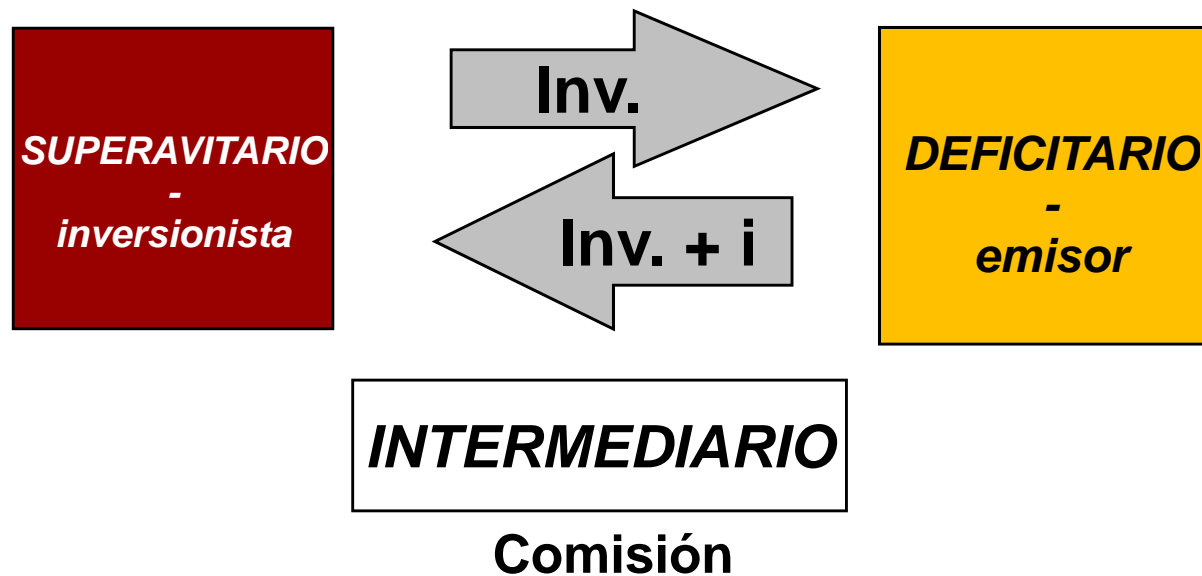 SUPERAVITARIO
-
inversionista
Inv.
Inv. + i
DEFICITARIO
-
emisor
INTERMEDIARIO
Comisión